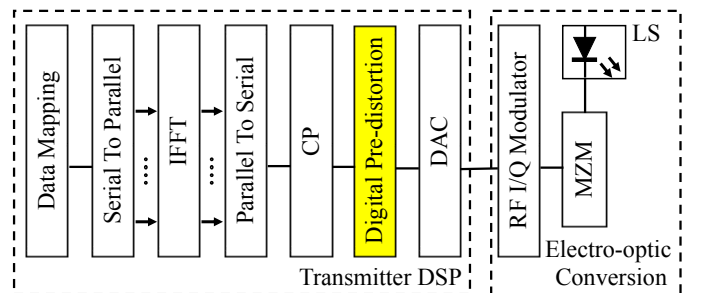 Data Mapping
Serial To Parallel
IFFT
Parallel To Serial
CP
Digital Pre-distortion
DAC
Transmitter DSP
RF I/Q Modulator
MZM
LS
Electro-optic
Conversion